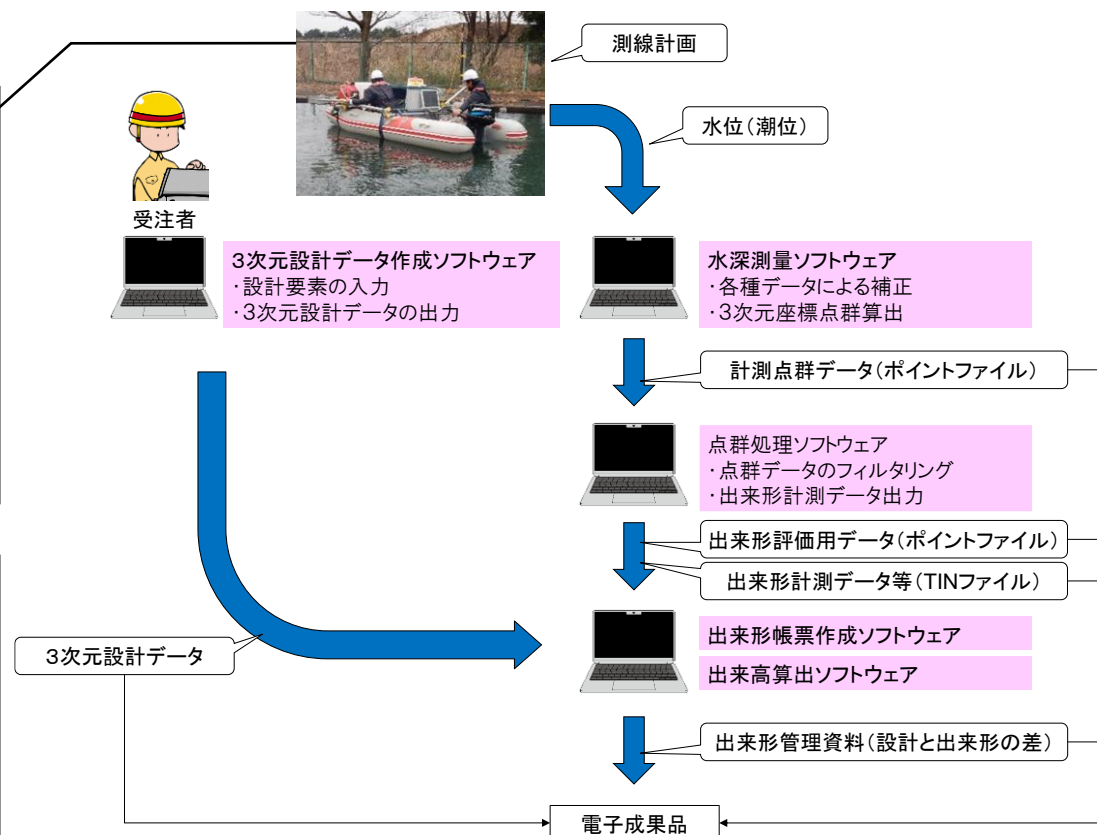 測線計画
水位（潮位）
受注者
３次元設計データ作成ソフトウェア
・設計要素の入力
・３次元設計データの出力
水深測量ソフトウェア
・各種データによる補正
・３次元座標点群算出
計測点群データ（ポイントファイル）
点群処理ソフトウェア
・点群データのフィルタリング
・出来形計測データ出力
出来形評価用データ（ポイントファイル）
出来形計測データ等（TINファイル）
３次元設計データ
出来形帳票作成ソフトウェア
出来高算出ソフトウェア
出来形管理資料（設計と出来形の差）
電子成果品